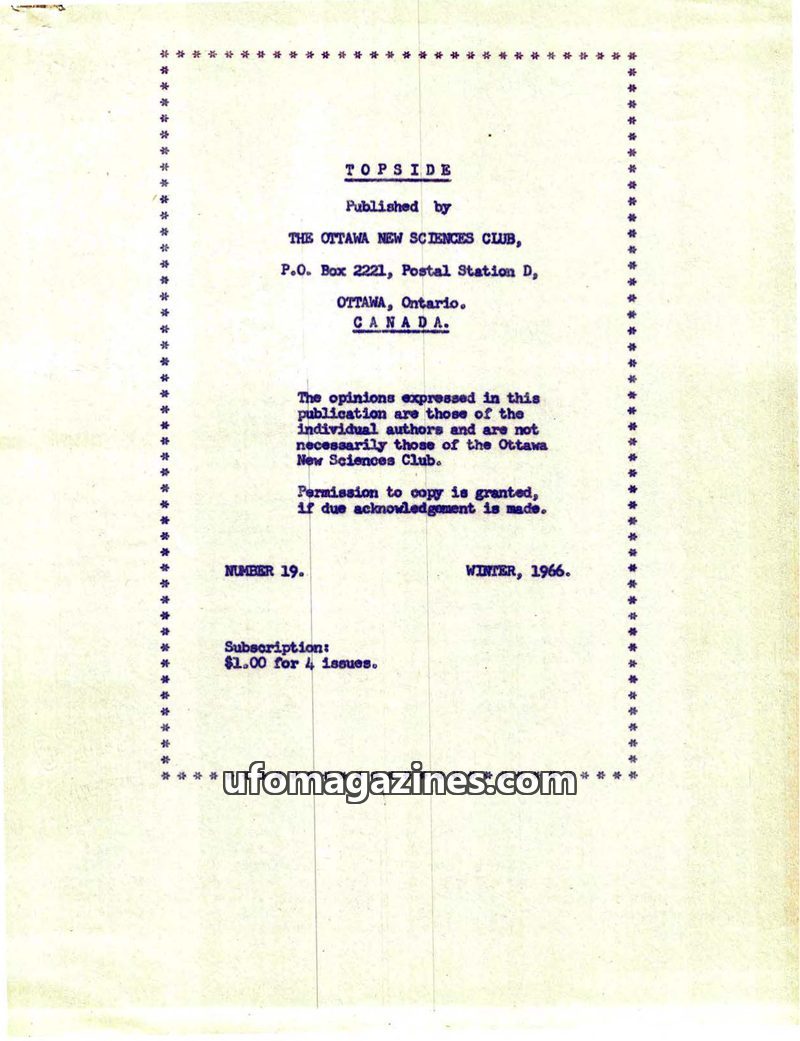 TOPSIDE
Published by
THE OTTAWA NEW SCIENCES CLUB,
P.O. Box 2221, Postal Station D,
OTTAWA, Ontario.
CANADA.
The opinions expressed in this
publication are those of the
individual authors and are not
necessarily those of the Ottawa
New Sciences Club.
Permission to copy is granted,
if due acknowledgement is made.
NUMBER 19. WINTER, 1966.
Subscription:
$1.00 for 4 issues.
ufomagazines.com